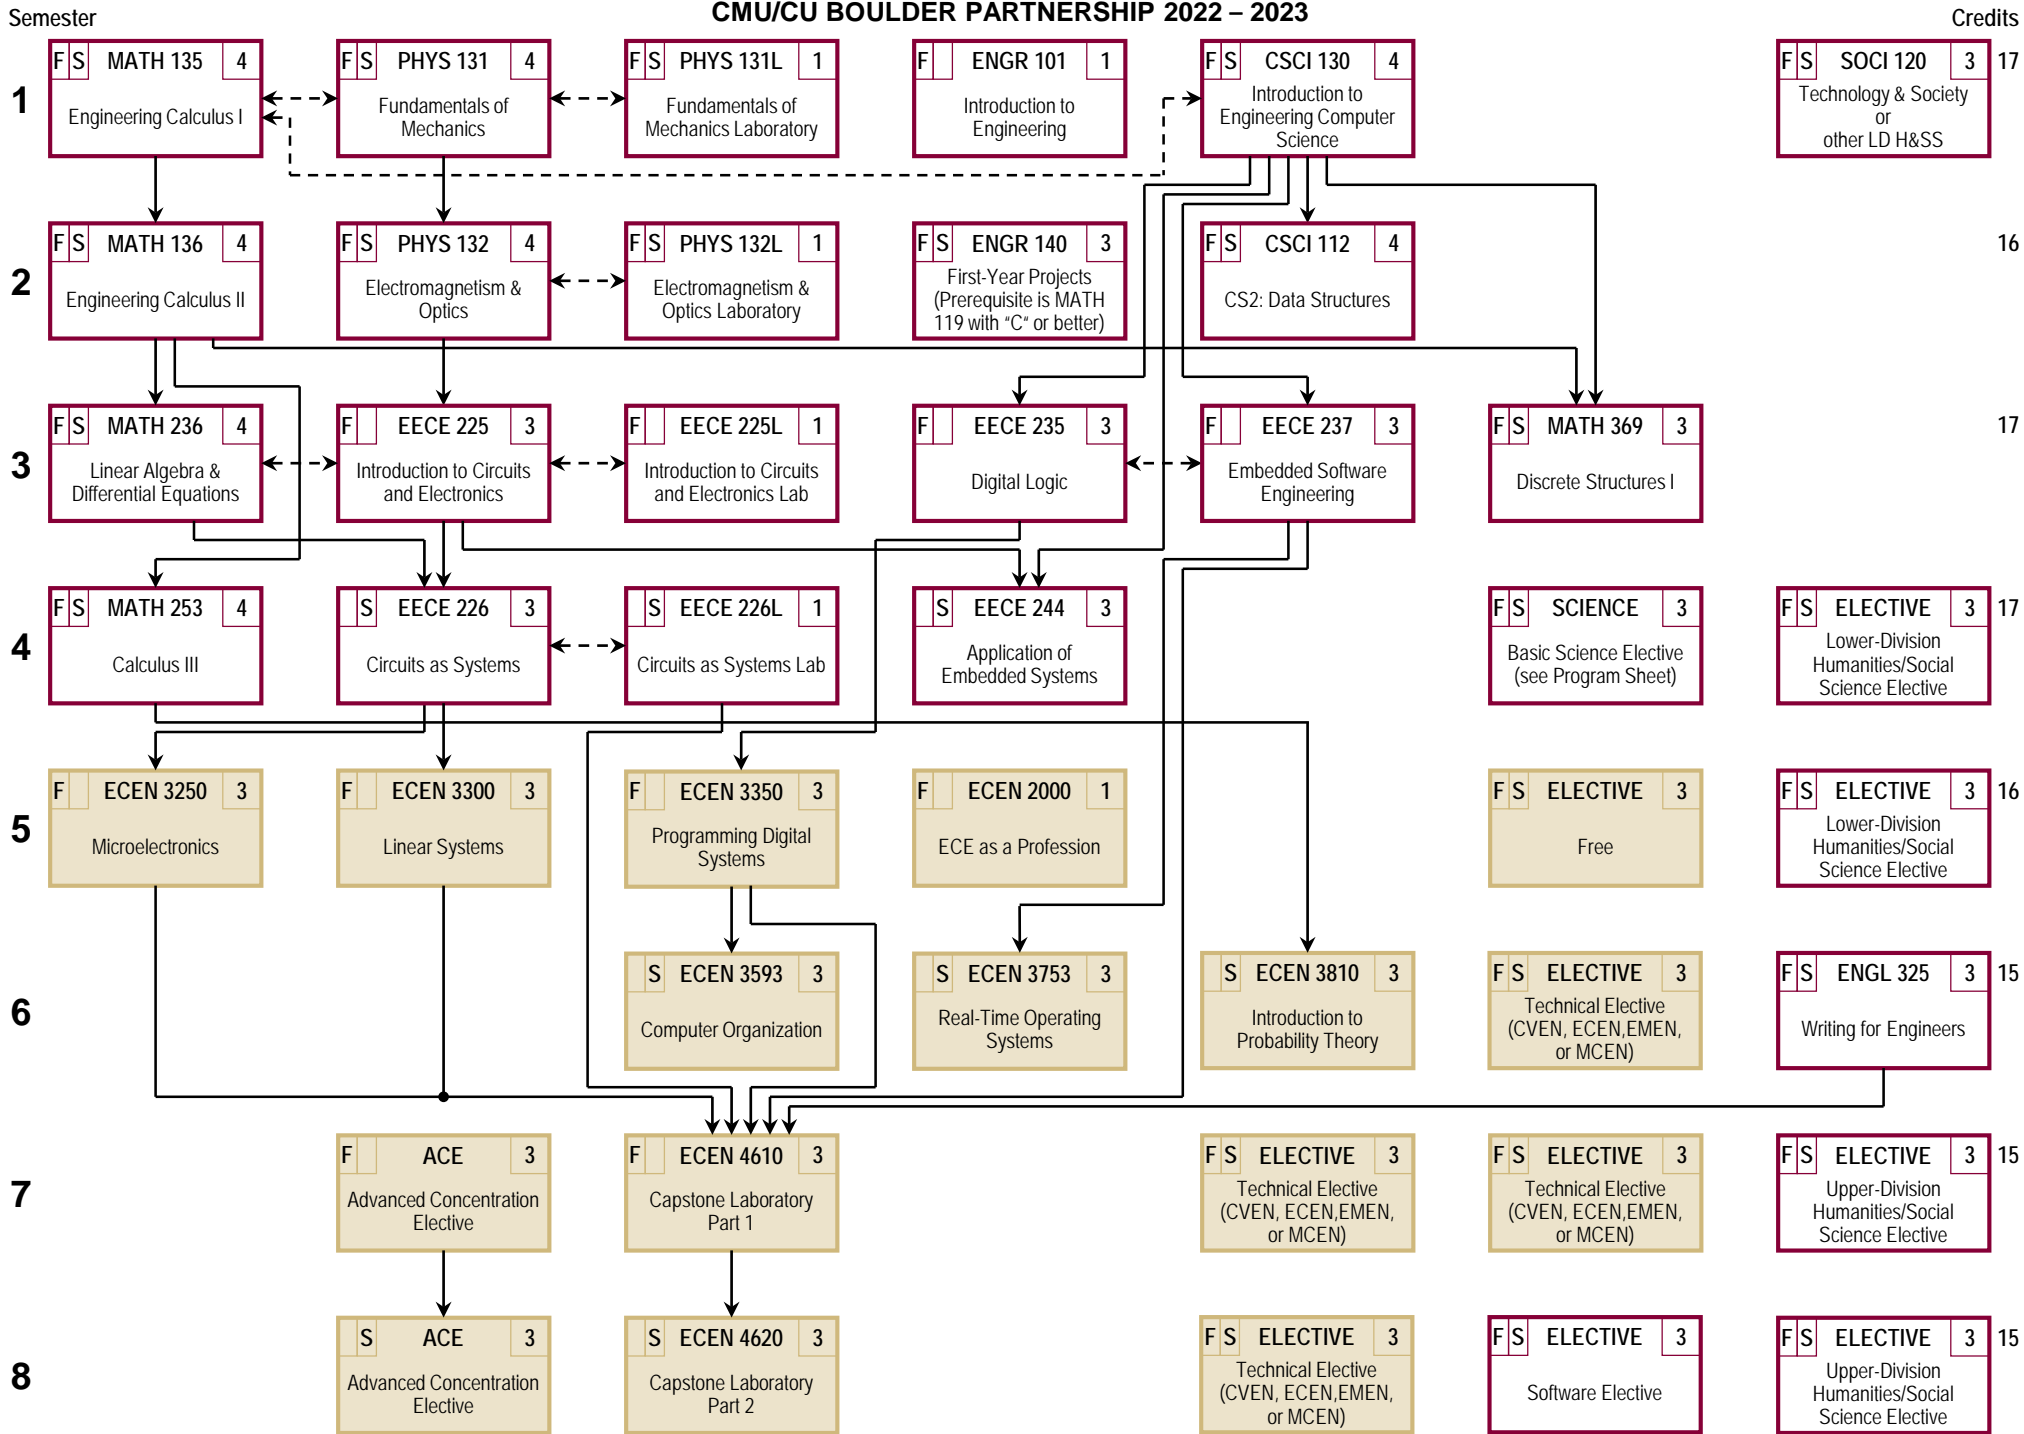 CMU/CU BOULDER PARTNERSHIP 2022 – 2023
Semester
Credits
1
F S MATH 135 4
Engineering Calculus I
F S PHYS 131 4
Fundamentals of
Mechanics
F S PHYS 131L 1
Fundamentals of
Mechanics Laboratory
F ENGR 101 1
Introduction to
Engineering
F S CSCI 130 4
Introduction to
Engineering Computer
Science
F S SOCI 120 3
Technology & Society
or
other LD H&SS
17
2
F S MATH 136 4
Engineering Calculus II
F S PHYS 132 4
Electromagnetism &
Optics
F S PHYS 132L 1
Electromagnetism &
Optics Laboratory
F S ENGR 140 3
First-Year Projects
(Prerequisite is MATH
119 with “C“ or better)
F S CSCI 112 4
CS2: Data Structures
16
3
F S MATH 236 4
Linear Algebra &
Differential Equations
F EECE 225 3
Introduction to Circuits
and Electronics
F EECE 225L 1
Introduction to Circuits
and Electronics Lab
F EECE 235 3
Digital Logic
F EECE 237 3
Embedded Software
Engineering
F S MATH 369 3
Discrete Structures I
17
4
F S MATH 253 4
Calculus III
S EECE 226 3
Circuits as Systems
S EECE 226L 1
Circuits as Systems Lab
S EECE 244 3
Application of
Embedded Systems
F S SCIENCE 3
Basic Science Elective
(see Program Sheet)
F S ELECTIVE 3
Lower-Division
Humanities/Social
Science Elective
17
5
F ECEN 3250 3
Microelectronics
F ECEN 3300 3
Linear Systems
F ECEN 3350 3
Programming Digital
Systems
F ECEN 2000 1
ECE as a Profession
F S ELECTIVE 3
Free
F S ELECTIVE 3
Lower-Division
Humanities/Social
Science Elective
16
6
S ECEN 3593 3
Computer Organization
S ECEN 3753 3
Real-Time Operating
Systems
S ECEN 3810 3
Introduction to
Probability Theory
F S ELECTIVE 3
Technical Elective
(CVEN, ECEN,EMEN,
or MCEN)
F S ENGL 325 3
Writing for Engineers
15
7
F ACE 3
Advanced Concentration
Elective
F ECEN 4610 3
Capstone Laboratory
Part 1
F S ELECTIVE 3
Technical Elective
(CVEN, ECEN,EMEN,
or MCEN)
F S ELECTIVE 3
Technical Elective
(CVEN, ECEN,EMEN,
or MCEN)
F S ELECTIVE 3
Upper-Division
Humanities/Social
Science Elective
15
8
S ACE 3
Advanced Concentration
Elective
S ECEN 4620 3
Capstone Laboratory
Part 2
F S ELECTIVE 3
Technical Elective
(CVEN, ECEN,EMEN,
or MCEN)
F S ELECTIVE 3
Software Elective
F S ELECTIVE 3
Upper-Division
Humanities/Social
Science Elective
15